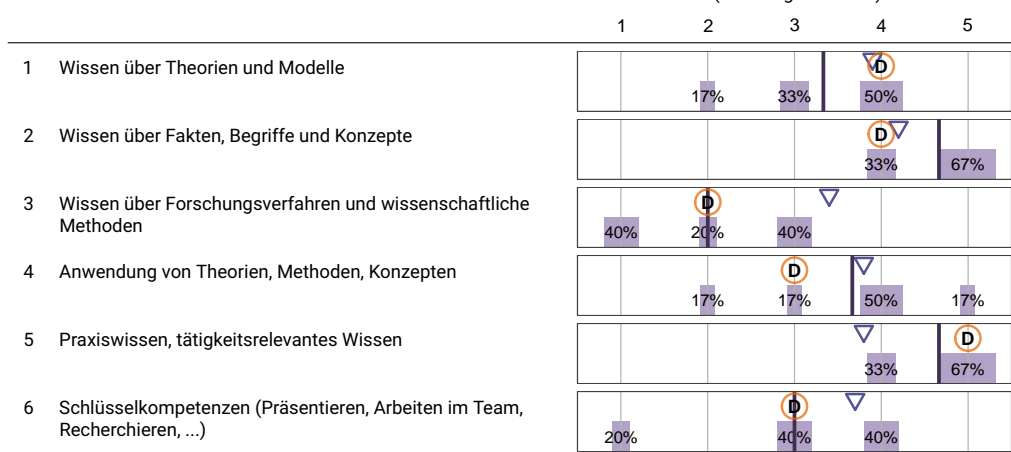 1 2 3 4 5
1 Wissen über Theorien und Modelle
D
17% 33% 50%
2 Wissen über Fakten, Begriffe und Konzepte
D
33% 67%
3 Wissen über Forschungsverfahren und wissenschaftliche
Methoden
D
40% 20% 40%
4 Anwendung von Theorien, Methoden, Konzepten
D
17% 17% 50% 17%
5 Praxiswissen, tätigkeitsrelevantes Wissen
D
33% 67%
6 Schlüsselkompetenzen (Präsentieren, Arbeiten im Team,
Recherchieren, ...)
D
20% 40% 40%